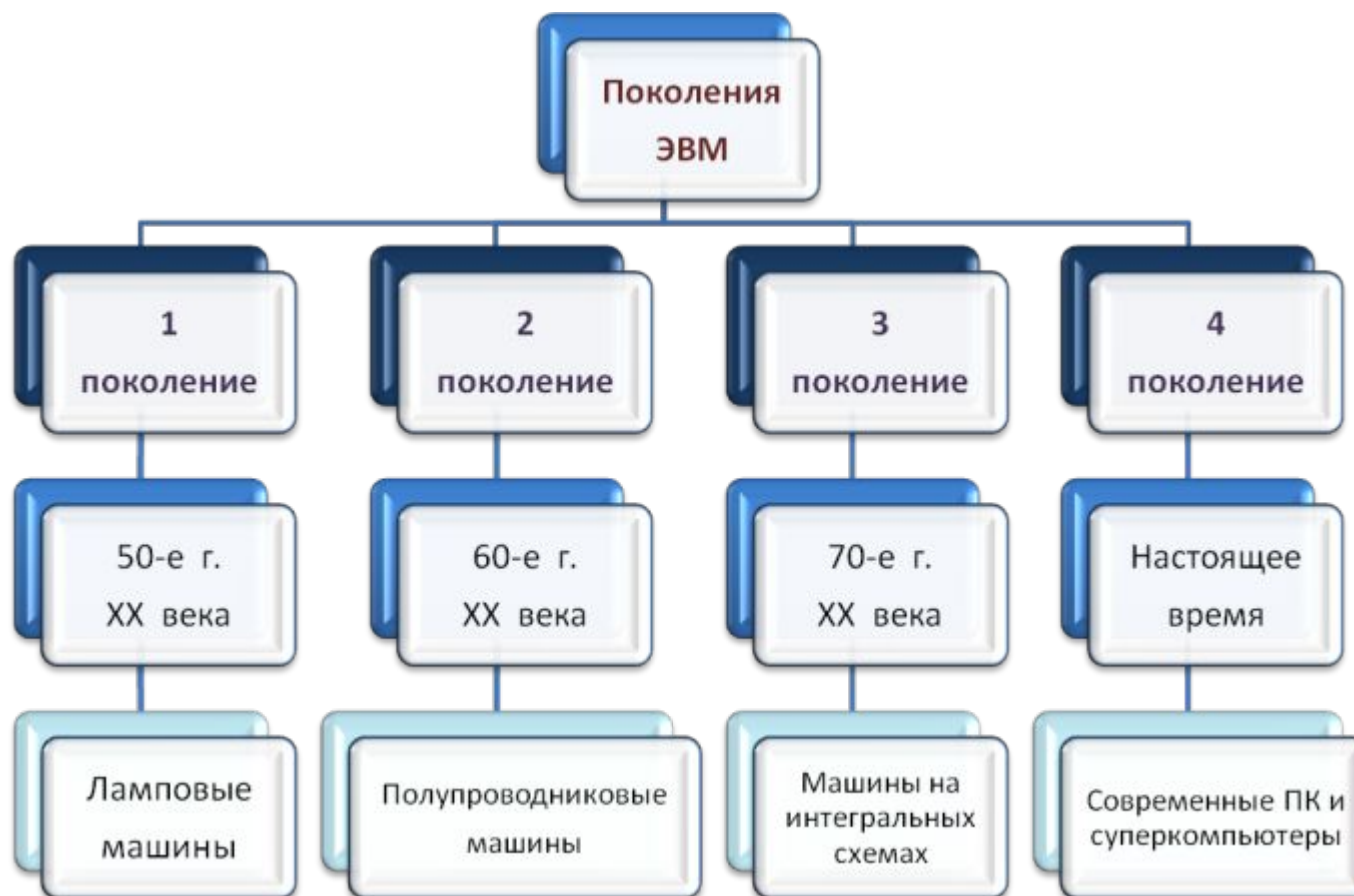 Поколения
ЭВМ
1
поколение
2
поколение
3
поколение
4
поколение
50-е г.
XX века
60-е г.
XX века
70-е г.
XX века
Настоящее
время
Ламповые
машины
Полупроводниковые
машины
Машины на
интегральных
схемах
Современные ПК и
суперкомпьютеры